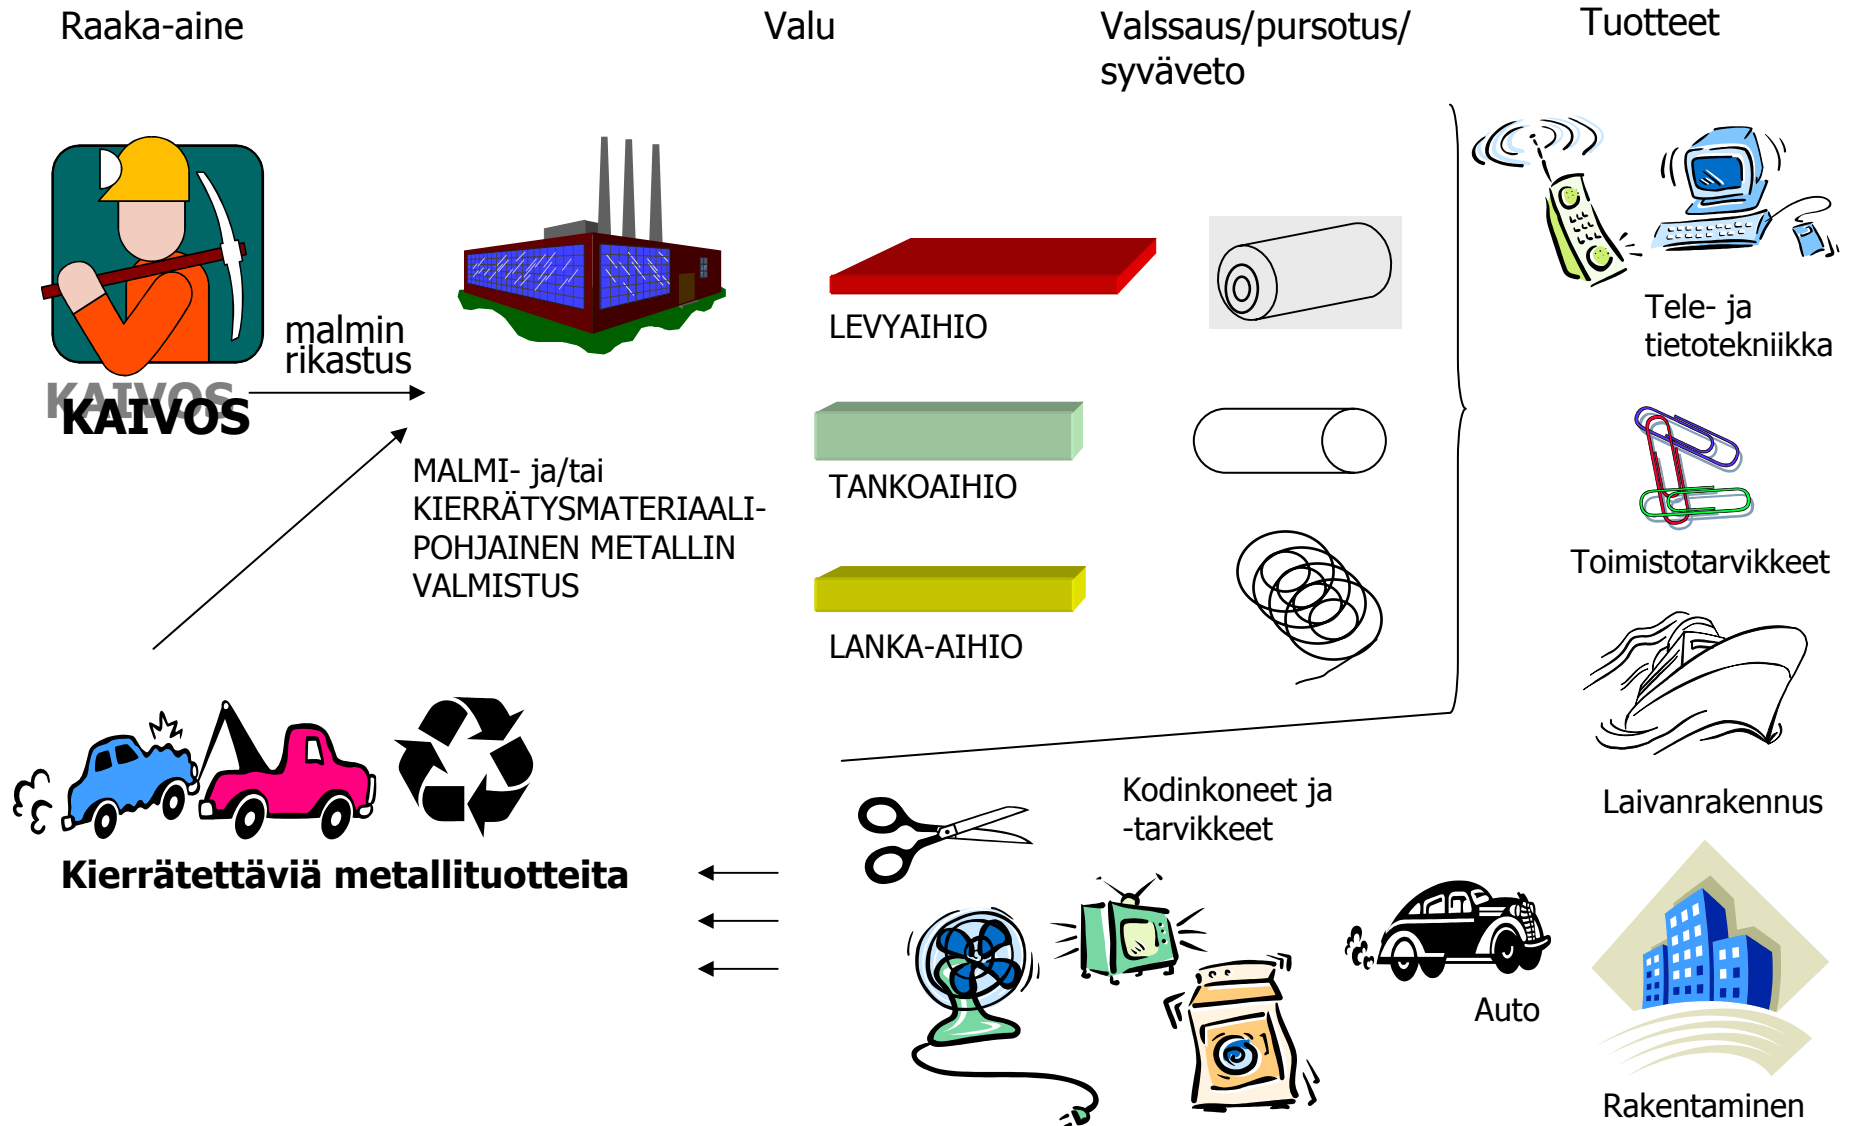 Raaka-aine
Valu
Valssaus/pursotus/
syväveto
Tuotteet
malmin
rikastus
KAIVOS
KAIVOS
MALMI- ja/tai
KIERRÄTYSMATERIAALI-
POHJAINEN METALLIN
VALMISTUS
LEVYAIHIO
TANKOAIHIO
LANKA-AIHIO
Tele- ja
tietotekniikka
Toimistotarvikkeet
Laivanrakennus
Kodinkoneet ja
-tarvikkeet
Kierrätettäviä metallituotteita
Auto
Rakentaminen